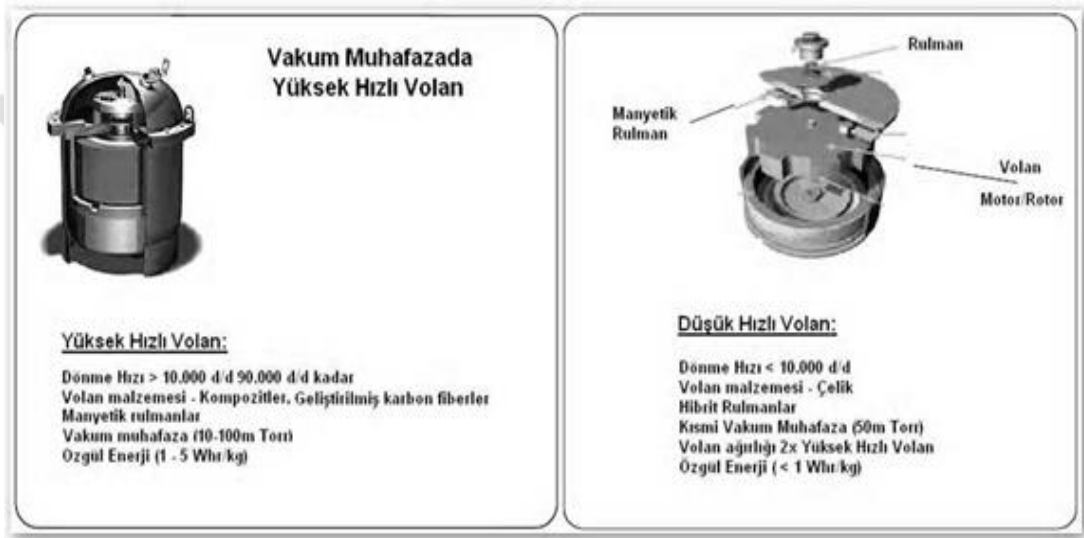 Vakum Muhafazada
Yüksek Hızlı Volan
Yüksek Hızlı Volan:
Dönme Hızı > 10.000 d/d 90.000 d/d kadar
Volan malzemesi - Kompozitler, Geliştirilmiş karbon fiberler
Manyetik rulmanlar
Vakum muhafaza (10-100m Torr)
Özgül Enerji (1 - 5 Whr/kg)
Rulman
Manyetik
Rulman
Volan
Motor/Rotor
Düşük Hızlı Volan:
Dönme Hızı < 10.000 d/d
Volan malzemesi - Çelik
Hibrit Rulmanlar
Kısmi Vakum Muhafaza (50m Torr)
Volan ağırlığı 2x Yüksek Hızlı Volan
Özgül Enerji ( < 1 Whr/kg)